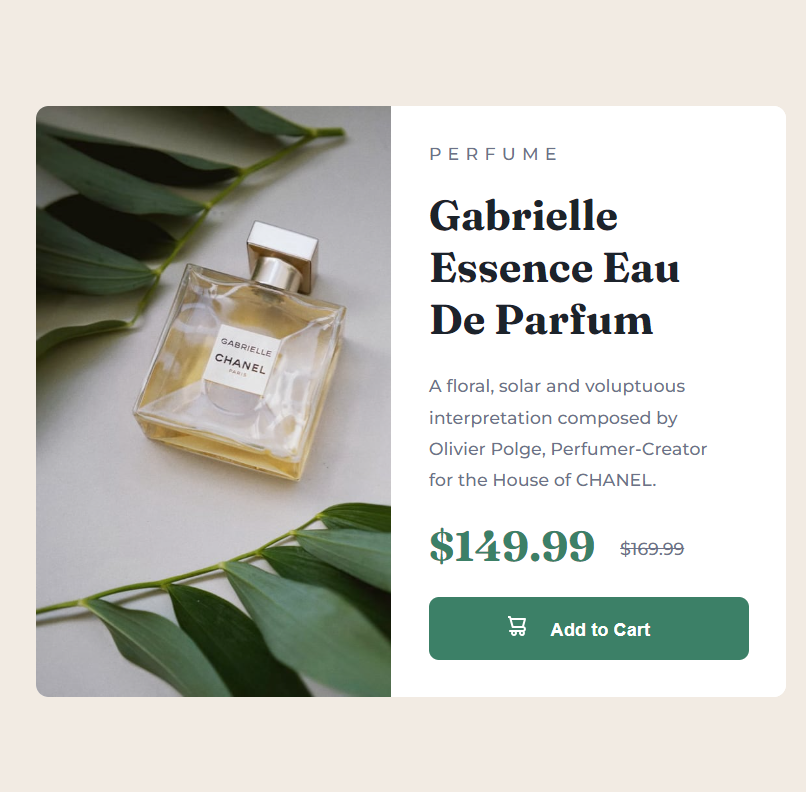 GABRIELLE
CHANEL
PARIS
PERFUME
Gabrielle
Essence Eau
De Parfum
A floral, solar and voluptuous
interpretation composed by
Olivier Polge, Perfumer-Creator
for the House of CHANEL.
$149.99 $169.99
Add to Cart